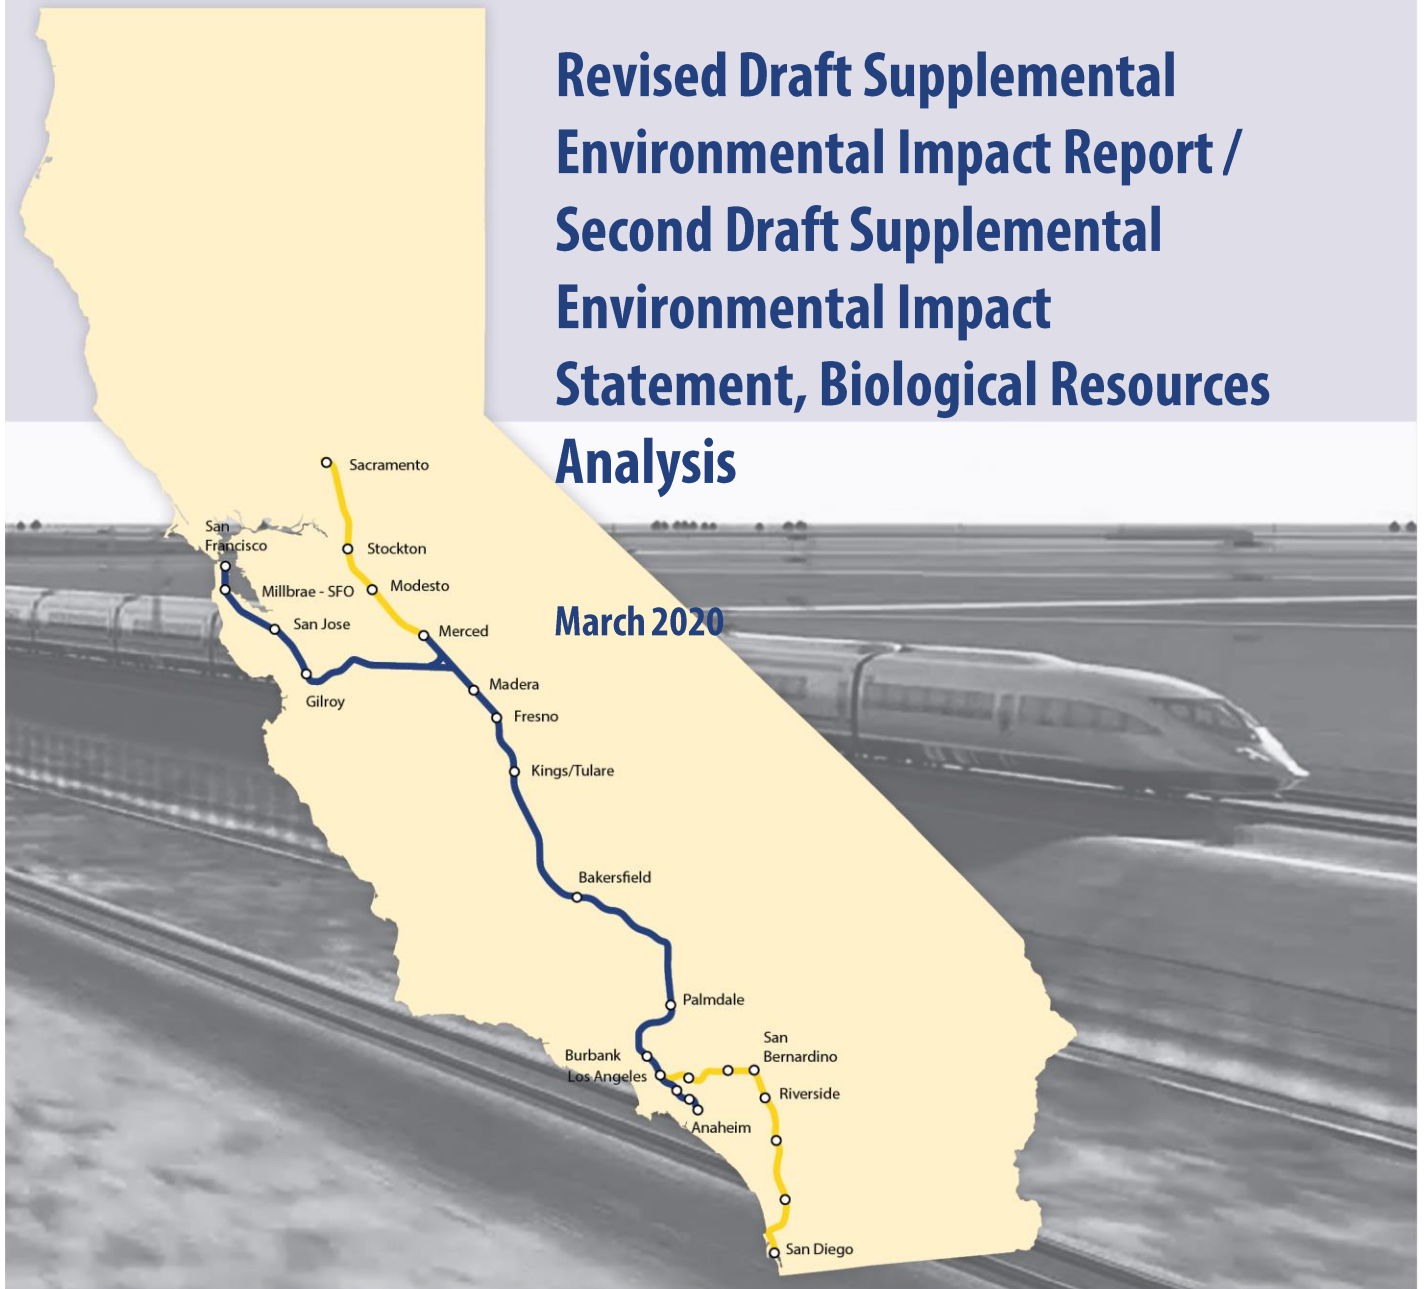 Revised Draft Supplemental
Environmental Impact Report /
Second Draft Supplemental
Environmental Impact
Statement, Biological Resources
Analysis
March 2020
Sacramento
San
Francisco
Stockton
Millbrae - SFO
Modesto
San Jose
Merced
Gilroy
Madera
Fresno
Kings/Tulare
Bakersfield
Palmdale
San
Bernardino
Burbank
Los Angeles
Riverside
Anaheim
San Diego